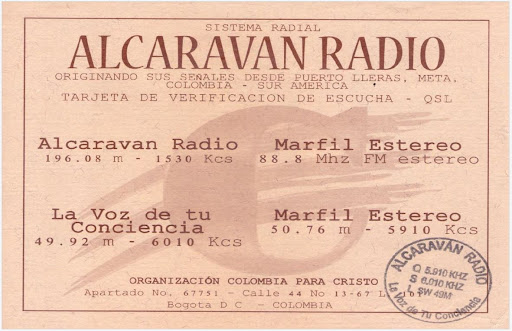 SISTEMA RADIAL
ALCARAVAN RADIO
ORIGINANDO SUS SEÑALES DESDE PUERTO LLERAS, META,
COLOMBIA - SUR AMERICA
TARJETA DE VERIFICACION DE ESCUCHA - QSL
Alcaravan Radio
196.08 m - 1530 Kcs
Marfil Estereo
88.8 Mhz FM estereo
La Voz de tu
Conciencia
49.92 m - 6010 Kcs
Marfil Estereo
50.76 m - 5910 Kcs
ORGANIZACIÓN COLOMBIA PARA CRISTO
Apartado No. 67751 - Calle 44 No 13-67
Bogota D C - COLOMBIA
ALCARAVÁN RADIO
Q 5.910 KHZ
S 6.010 KHZ
L SW 49M
La Voz de Tu Conciencia